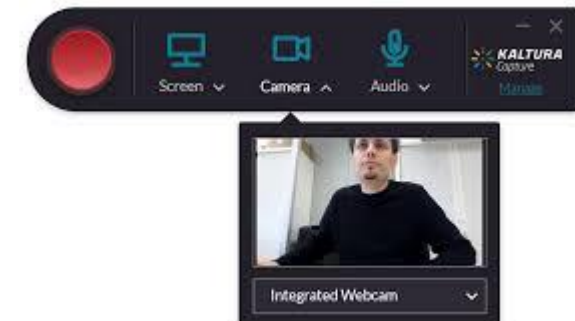 KALTURA
Capture
Screen
Camera
Audio
Manage
Integrated Webcam